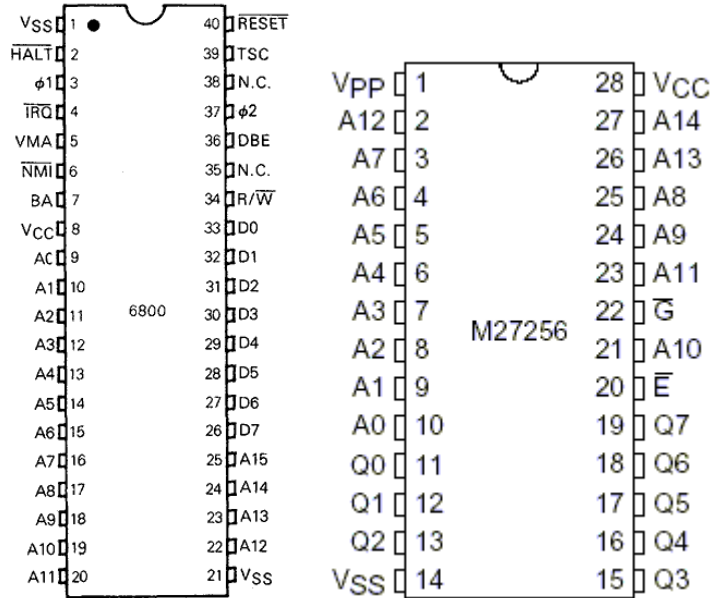 VSS 1 40 RESET
HALT 2 39 TSC
ϕ1 3 38 N.C.
IRQ 4 37 ϕ2
VMA 5 36 DBE
NMI 6 35 N.C.
BA 7 34 R/W
VCC 8 33 D0
A0 9 32 D1
A1 10 31 D2
A2 11 6800 30 D3
A3 12 29 D4
A4 13 28 D5
A5 14 27 D6
A6 15 26 D7
A7 16 25 A15
A8 17 24 A14
A9 18 23 A13
A10 19 22 A12
A11 20 21 VSS
VPP 1 28 VCC
A12 2 27 A14
A7 3 26 A13
A6 4 25 A8
A5 5 24 A9
A4 6 23 A11
A3 7 22 G
M27256
A2 8 21 A10
A1 9 20 E
A0 10 19 Q7
Q0 11 18 Q6
Q1 12 17 Q5
Q2 13 16 Q4
VSS 14 15 Q3